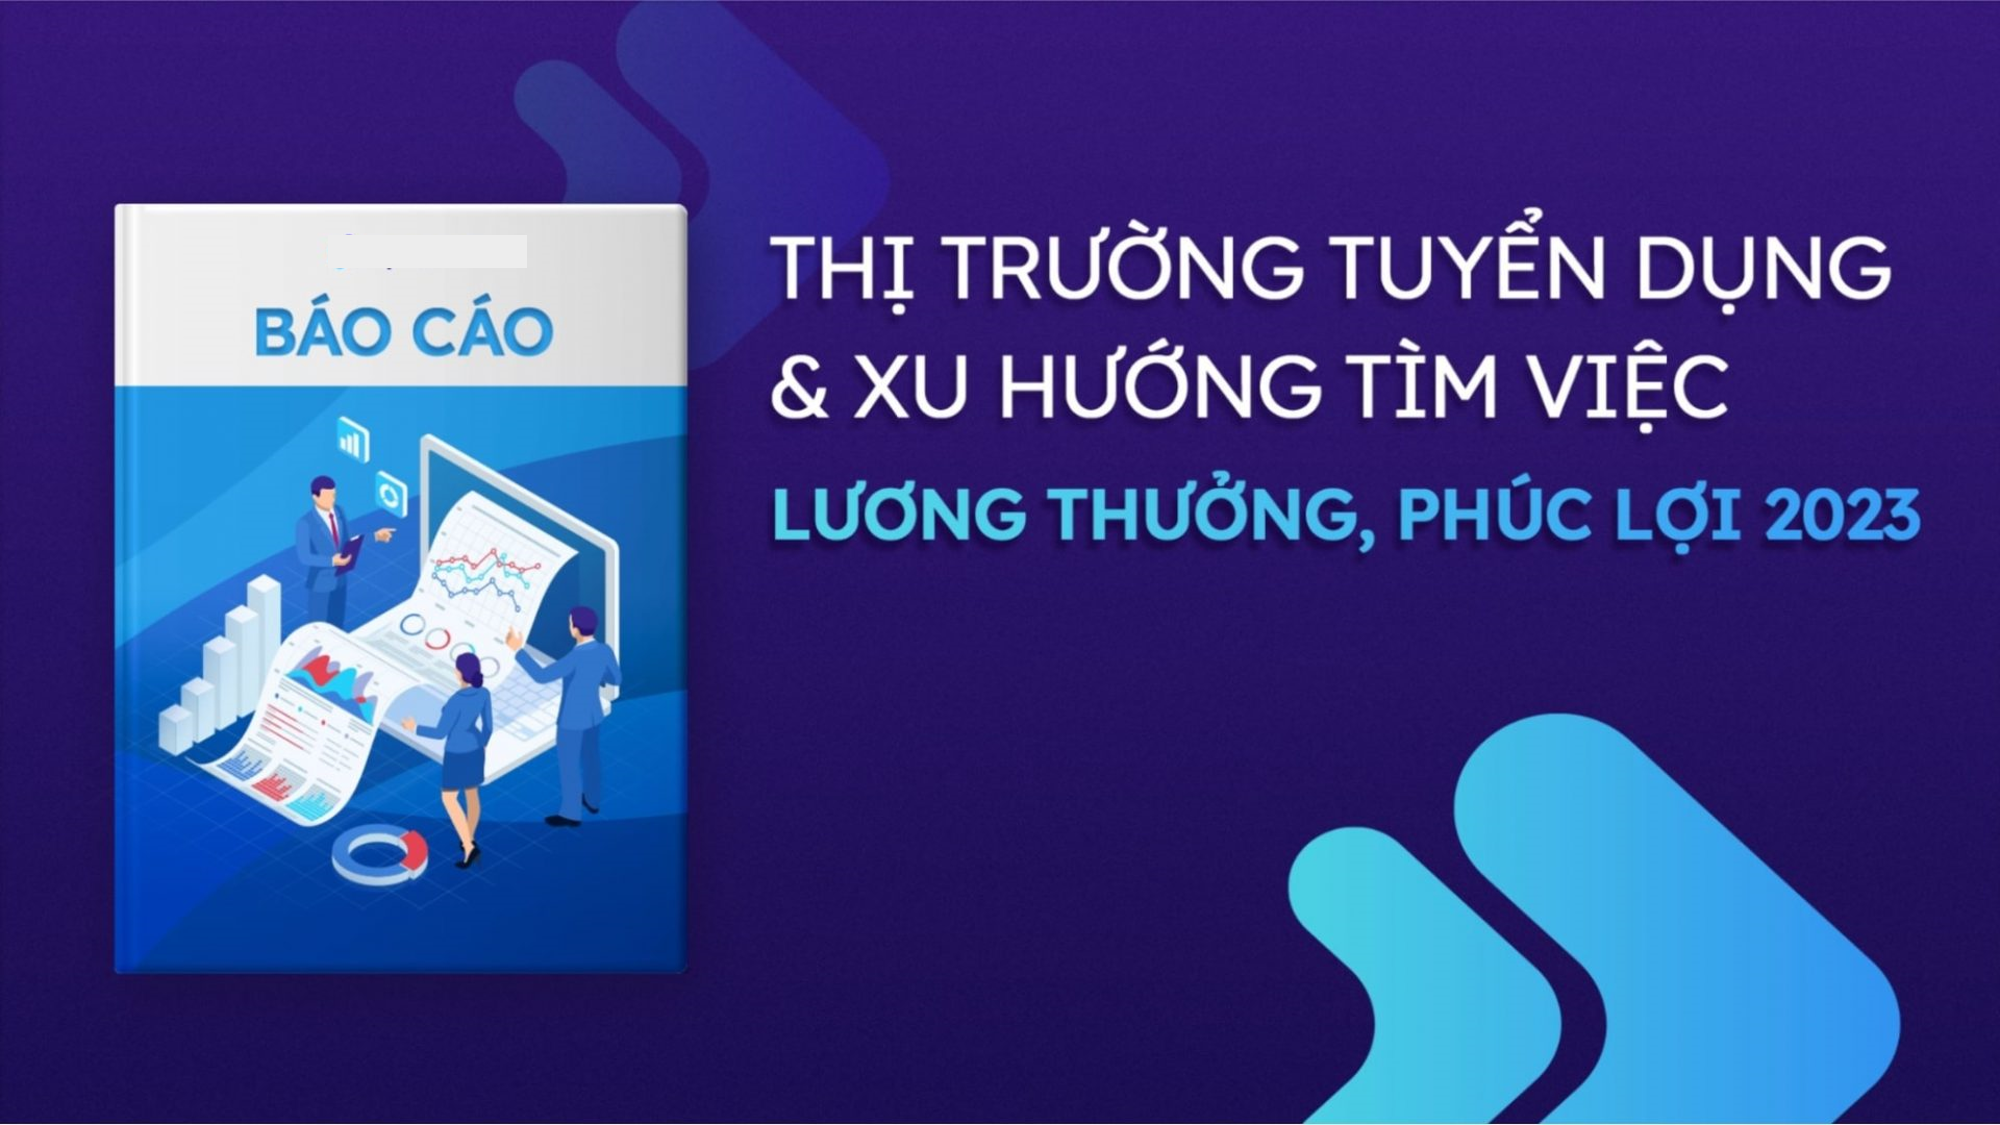 BÁO CÁO
THỊ TRƯỜNG TUYỂN DỤNG
& XU HƯỚNG TÌM VIỆC
LƯƠNG THƯỞNG, PHÚC LỢI 2023